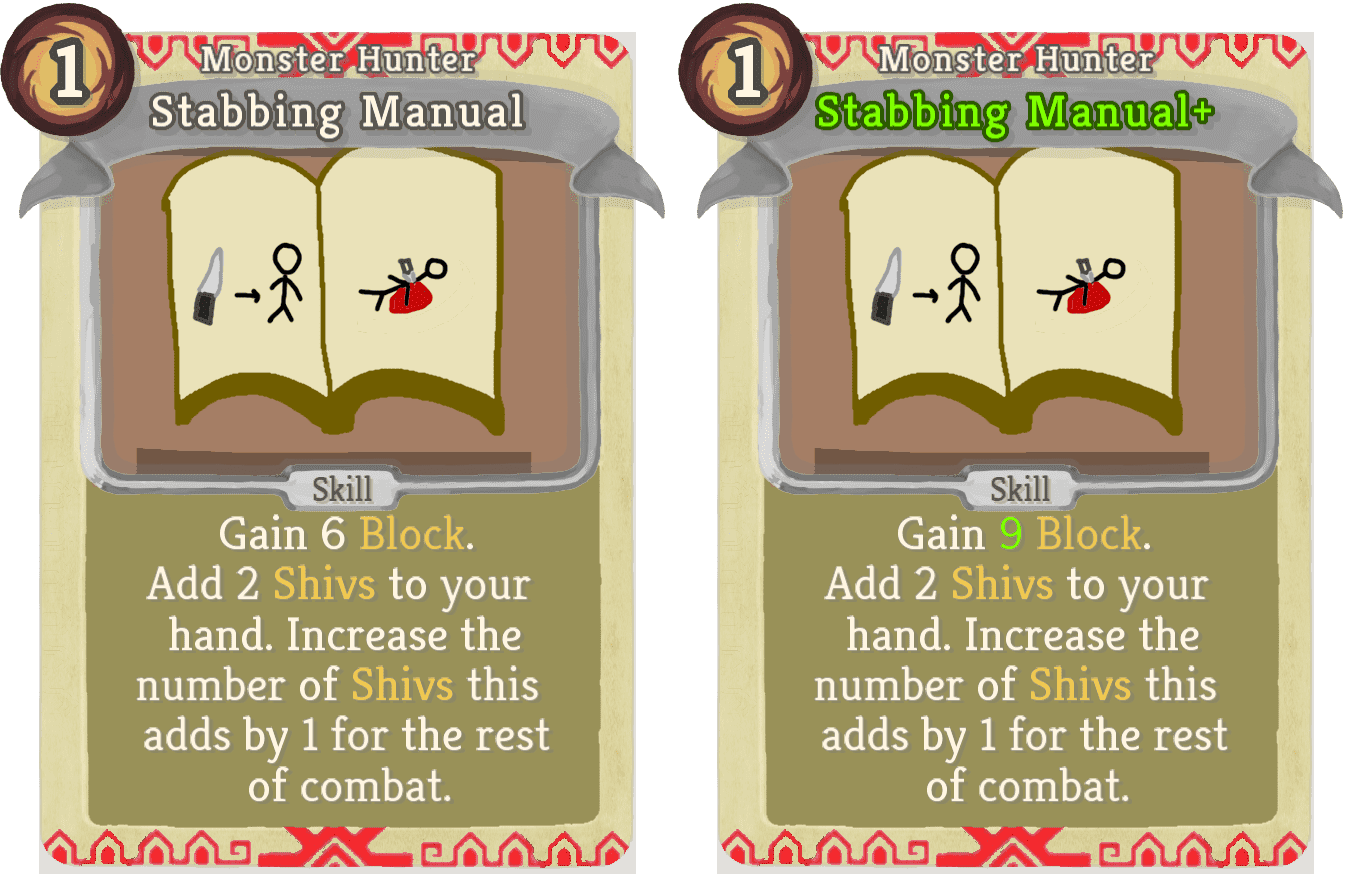 1
Monster Hunter
Stabbing Manual
Skill
Gain 6 Block.
Add 2 Shivs to your
hand. Increase the
number of Shivs this
adds by 1 for the rest
of combat.
1
Monster Hunter
Stabbing Manual+
Skill
Gain 9 Block.
Add 2 Shivs to your
hand. Increase the
number of Shivs this
adds by 1 for the rest
of combat.